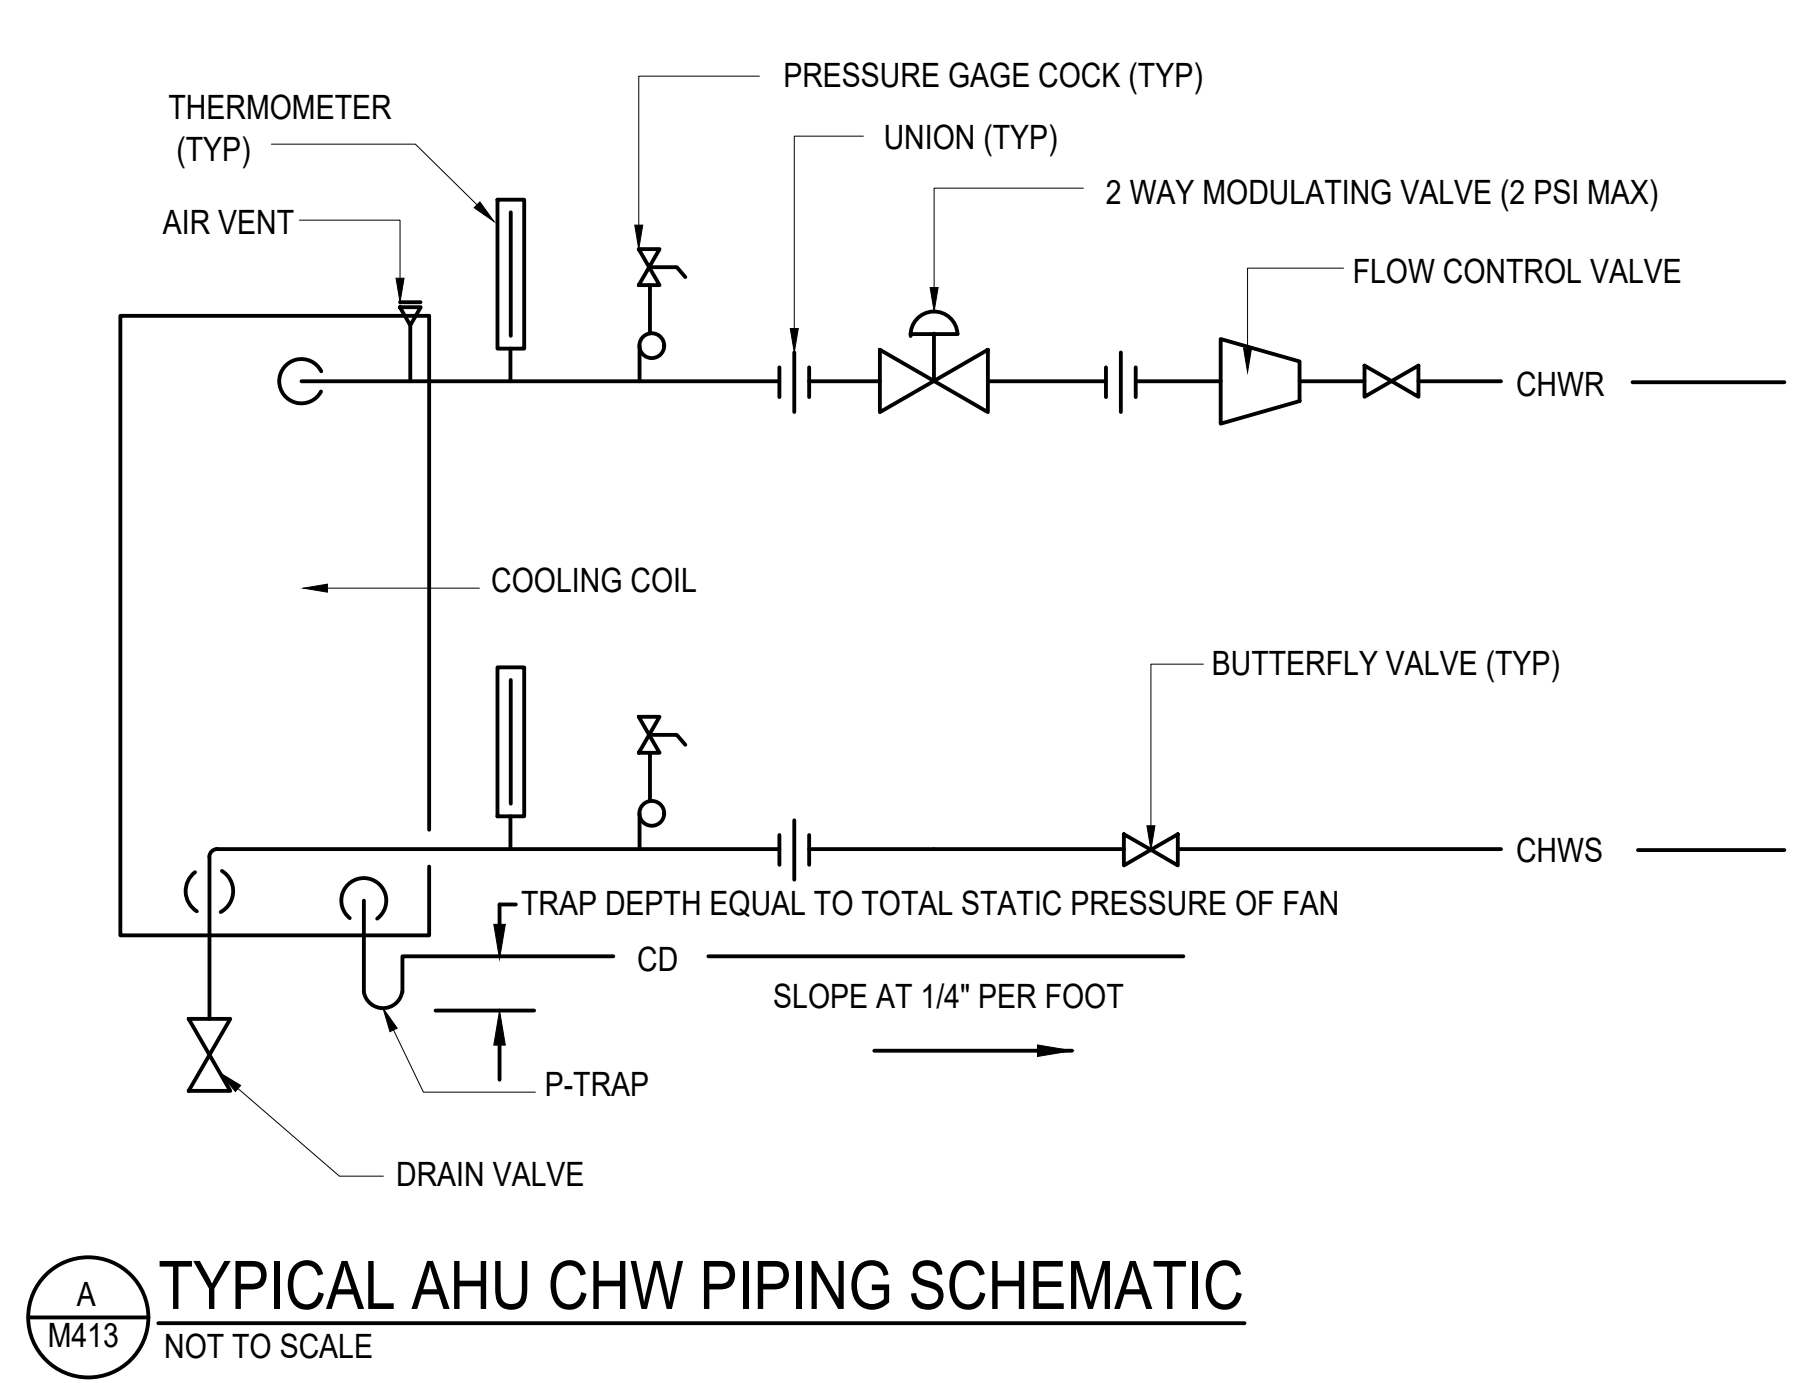 PRESSURE GAGE COCK (TYP)
THERMOMETER
(TYP)
UNION (TYP)
2 WAY MODULATING VALVE (2 PSI MAX)
AIR VENT
FLOW CONTROL VALVE
CHWR
COOLING COIL
BUTTERFLY VALVE (TYP)
CHWS
TRAP DEPTH EQUAL TO TOTAL STATIC PRESSURE OF FAN
CD
SLOPE AT 1/4" PER FOOT
P-TRAP
DRAIN VALVE
A
M413
TYPICAL AHU CHW PIPING SCHEMATIC
NOT TO SCALE